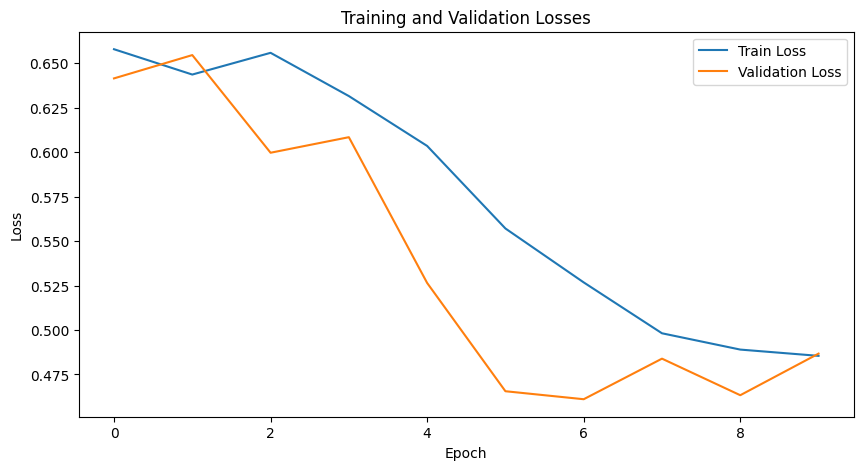 Training and Validation Losses
Train Loss
Validation Loss
0.650
0.625
0.600
0.575
0.550
0.525
0.500
0.475
Loss
0 2 4 6 8
Epoch